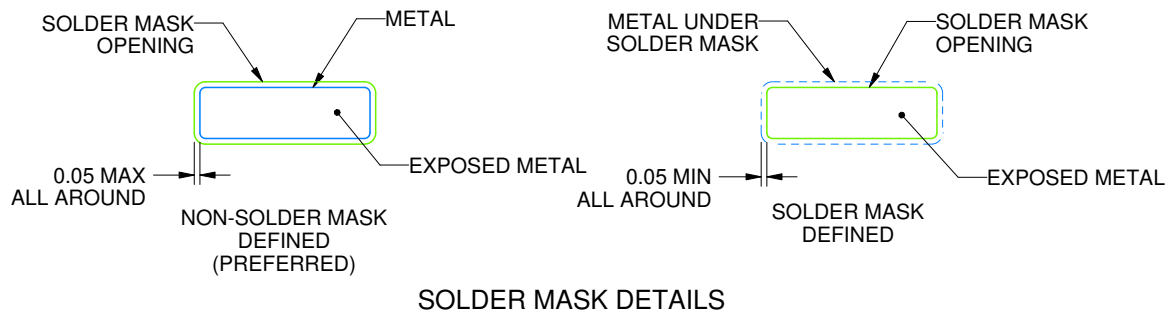 SOLDER MASK
OPENING
METAL
EXPOSED METAL
0.05 MAX
ALL AROUND
NON-SOLDER MASK
DEFINED
(PREFERRED)
METAL UNDER
SOLDER MASK
SOLDER MASK
OPENING
EXPOSED METAL
0.05 MIN
ALL AROUND
SOLDER MASK
DEFINED
SOLDER MASK DETAILS